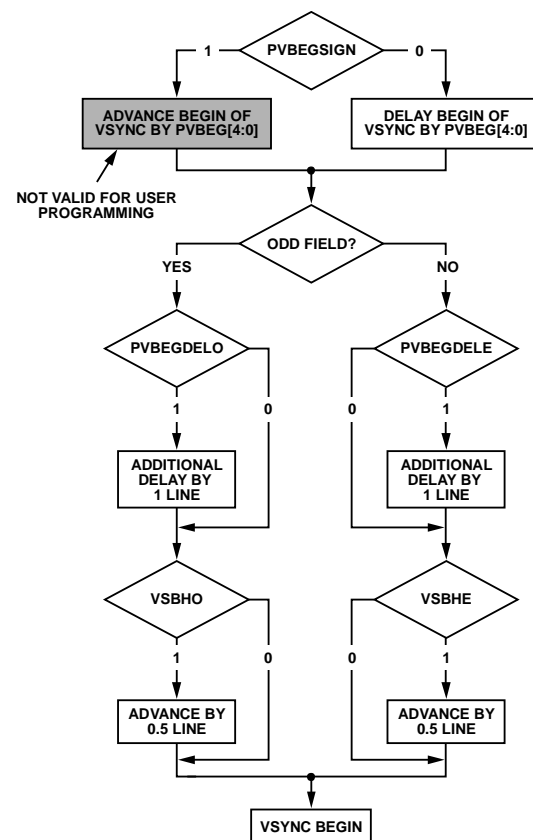 PVBEGSIGN
1
0
ADVANCE BEGIN OF
VSYNC BY PVBEG[4:0]
DELAY BEGIN OF
VSYNC BY PVBEG[4:0]
NOT VALID FOR USER
PROGRAMMING
ODD FIELD?
YES
NO
PVBEGDELO
PVBEGDELE
1
0
0
1
ADDITIONAL
DELAY BY
1 LINE
ADDITIONAL
DELAY BY
1 LINE
VSBHO
VSBHE
1
0
0
1
ADVANCE BY
0.5 LINE
ADVANCE BY
0.5 LINE
VSYNC BEGIN